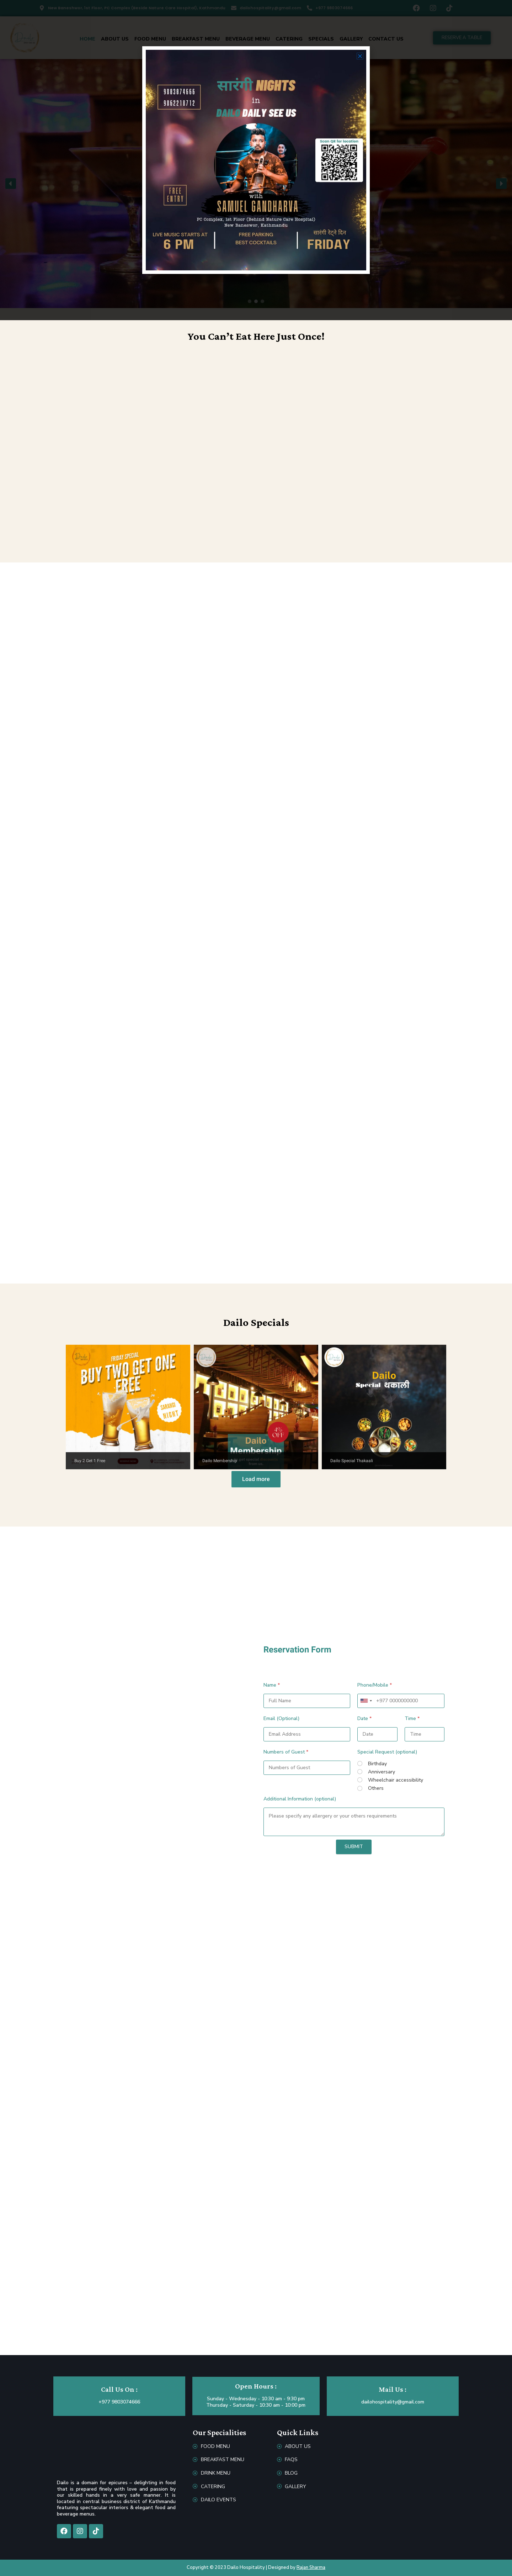 HOME ABOUT US FOOD MENU BREAKFAST MENU BEVERAGE MENU CATERING SPECIALS GALLERY CONTACT US
सारंगी NIGHTS
in
DAILO DAILY SEE US
FREE
ENTRY
with
SAMUEL GANDHARVA
PC Complex, 1st Floor (Behind Nature Care Hospital)
New Baneswor, Kathmandu
LIVE MUSIC STARTS AT
6 PM
FREE PARKING
BEST COCKTAILS
सारंगी रेट्ने दिन
FRIDAY
You Can’t Eat Here Just Once!
Dailo Specials
FRIDAY SPECIAL
BUY TWO GET ONE
FREE
NIGHT
Buy 2 Get 1 Free
OFF
Dailo
Membership
Dailo Membership
Dailo
Special थकाली
Dailo Special Thakaali
Load more
Reservation Form
Name *
Phone/Mobile *
Full Name
+977 0000000000
Email (Optional)
Date *
Time *
Email Address
Date
Time
Numbers of Guest *
Special Request (optional)
Numbers of Guest
Birthday
Anniversary
Wheelchair accessibility
Others
Additional Information (optional)
Please specify any allergery or your others requirements
SUBMIT
Call Us On :
+977 9803074666
Open Hours :
Sunday - Wednesday - 10:30 am - 9:30 pm
Thursday - Saturday - 10:30 am - 10:00 pm
Mail Us :
dailohospitality@gmail.com
Dailo is a domain for epicures – delighting in food
that is prepared finely with love and passion by
our skilled hands in a very safe manner. It is
located in central business district of Kathmandu
featuring spectacular interiors & elegant food and
beverage menus.
Our Specialities
FOOD MENU
BREAKFAST MENU
DRINK MENU
CATERING
DAILO EVENTS
Quick Links
ABOUT US
FAQS
BLOG
GALLERY
Copyright © 2023 Dailo Hospitality | Designed by Rajan Sharma